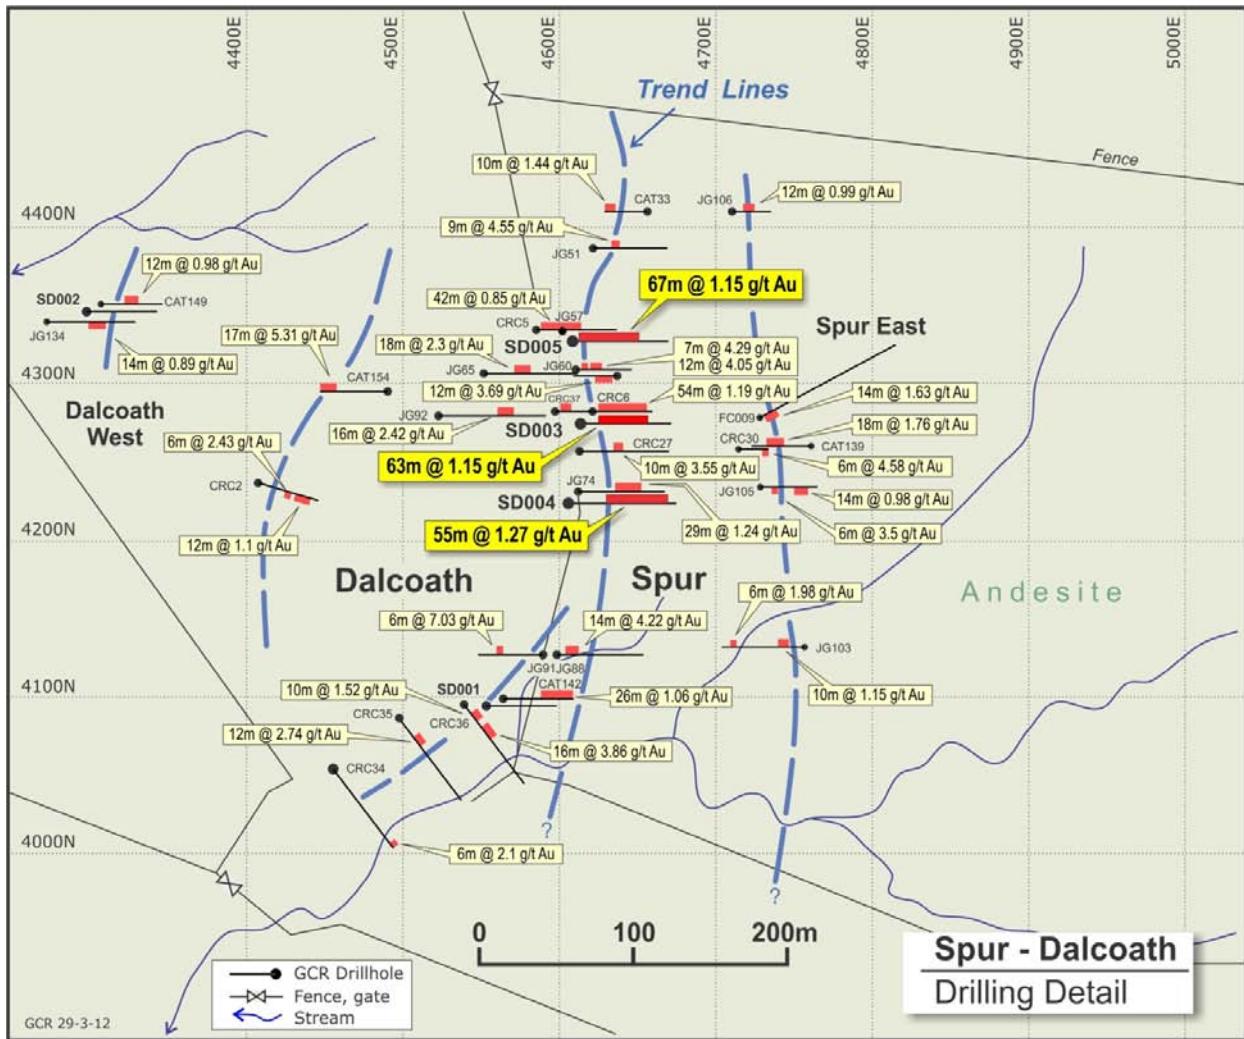 4400E
4500E
4600E
4700E
4800E
4900E
5000E
Trend Lines
Fence
10m @ 1.44 g/t Au
CAT33
JG106
12m @ 0.99 g/t Au
4400N
9m @ 4.55 g/t Au
JG51
12m @ 0.98 g/t Au
67m @ 1.15 g/t Au
SD002
CAT149
42m @ 0.85 g/t Au
JG57
CRC5
JG134
17m @ 5.31 g/t Au
SD005
Spur East
14m @ 0.89 g/t Au
18m @ 2.3 g/t Au
7m @ 4.29 g/t Au
12m @ 4.05 g/t Au
4300N
JG65
JG60
CAT154
12m @ 3.69 g/t Au
54m @ 1.19 g/t Au
14m @ 1.63 g/t Au
Dalcoath
West
CRC37
CRC6
JG92
FC009
18m @ 1.76 g/t Au
6m @ 2.43 g/t Au
16m @ 2.42 g/t Au
SD003
CRC30
CAT139
CRC27
63m @ 1.15 g/t Au
10m @ 3.55 g/t Au
6m @ 4.58 g/t Au
CRC2
JG74
JG105
14m @ 0.98 g/t Au
SD004
12m @ 1.1 g/t Au
55m @ 1.27 g/t Au
29m @ 1.24 g/t Au
6m @ 3.5 g/t Au
4200N
Dalcoath
Spur
Andesite
6m @ 1.98 g/t Au
6m @ 7.03 g/t Au
14m @ 4.22 g/t Au
JG103
JG91
JG88
4100N
SD001
CAT142
10m @ 1.52 g/t Au
26m @ 1.06 g/t Au
10m @ 1.15 g/t Au
CRC35
CRC36
12m @ 2.74 g/t Au
16m @ 3.86 g/t Au
CRC34
4000N
?
6m @ 2.1 g/t Au
?
0
100
200m
Spur - Dalcoath
Drilling Detail
GCR Drillhole
Fence, gate
Stream
GCR 29-3-12